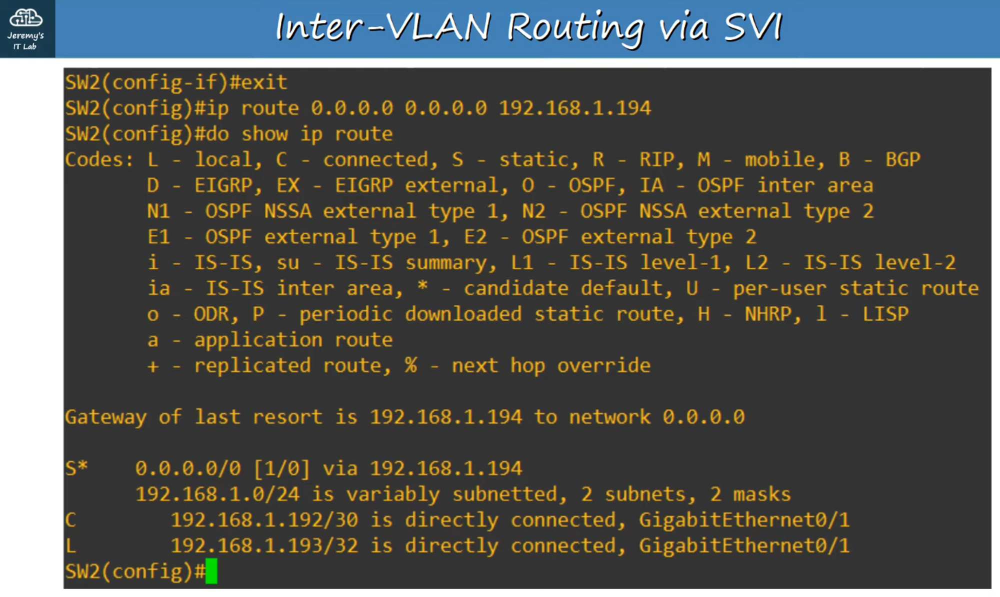 Jeremy's
IT Lab
Inter-VLAN Routing via SVI
SW2(config-if)#exit
SW2(config)#ip route 0.0.0.0 0.0.0.0 192.168.1.194
SW2(config)#do show ip route
Codes: L - local, C - connected, S - static, R - RIP, M - mobile, B - BGP
D - EIGRP, EX - EIGRP external, O - OSPF, IA - OSPF inter area
N1 - OSPF NSSA external type 1, N2 - OSPF NSSA external type 2
E1 - OSPF external type 1, E2 - OSPF external type 2
i - IS-IS, su - IS-IS summary, L1 - IS-IS level-1, L2 - IS-IS level-2
ia - IS-IS inter area, * - candidate default, U - per-user static route
o - ODR, P - periodic downloaded static route, H - NHRP, l - LISP
a - application route
+ - replicated route, % - next hop override
Gateway of last resort is 192.168.1.194 to network 0.0.0.0
S* 0.0.0.0/0 [1/0] via 192.168.1.194
192.168.1.0/24 is variably subnetted, 2 subnets, 2 masks
C 192.168.1.192/30 is directly connected, GigabitEthernet0/1
L 192.168.1.193/32 is directly connected, GigabitEthernet0/1
SW2(config)#